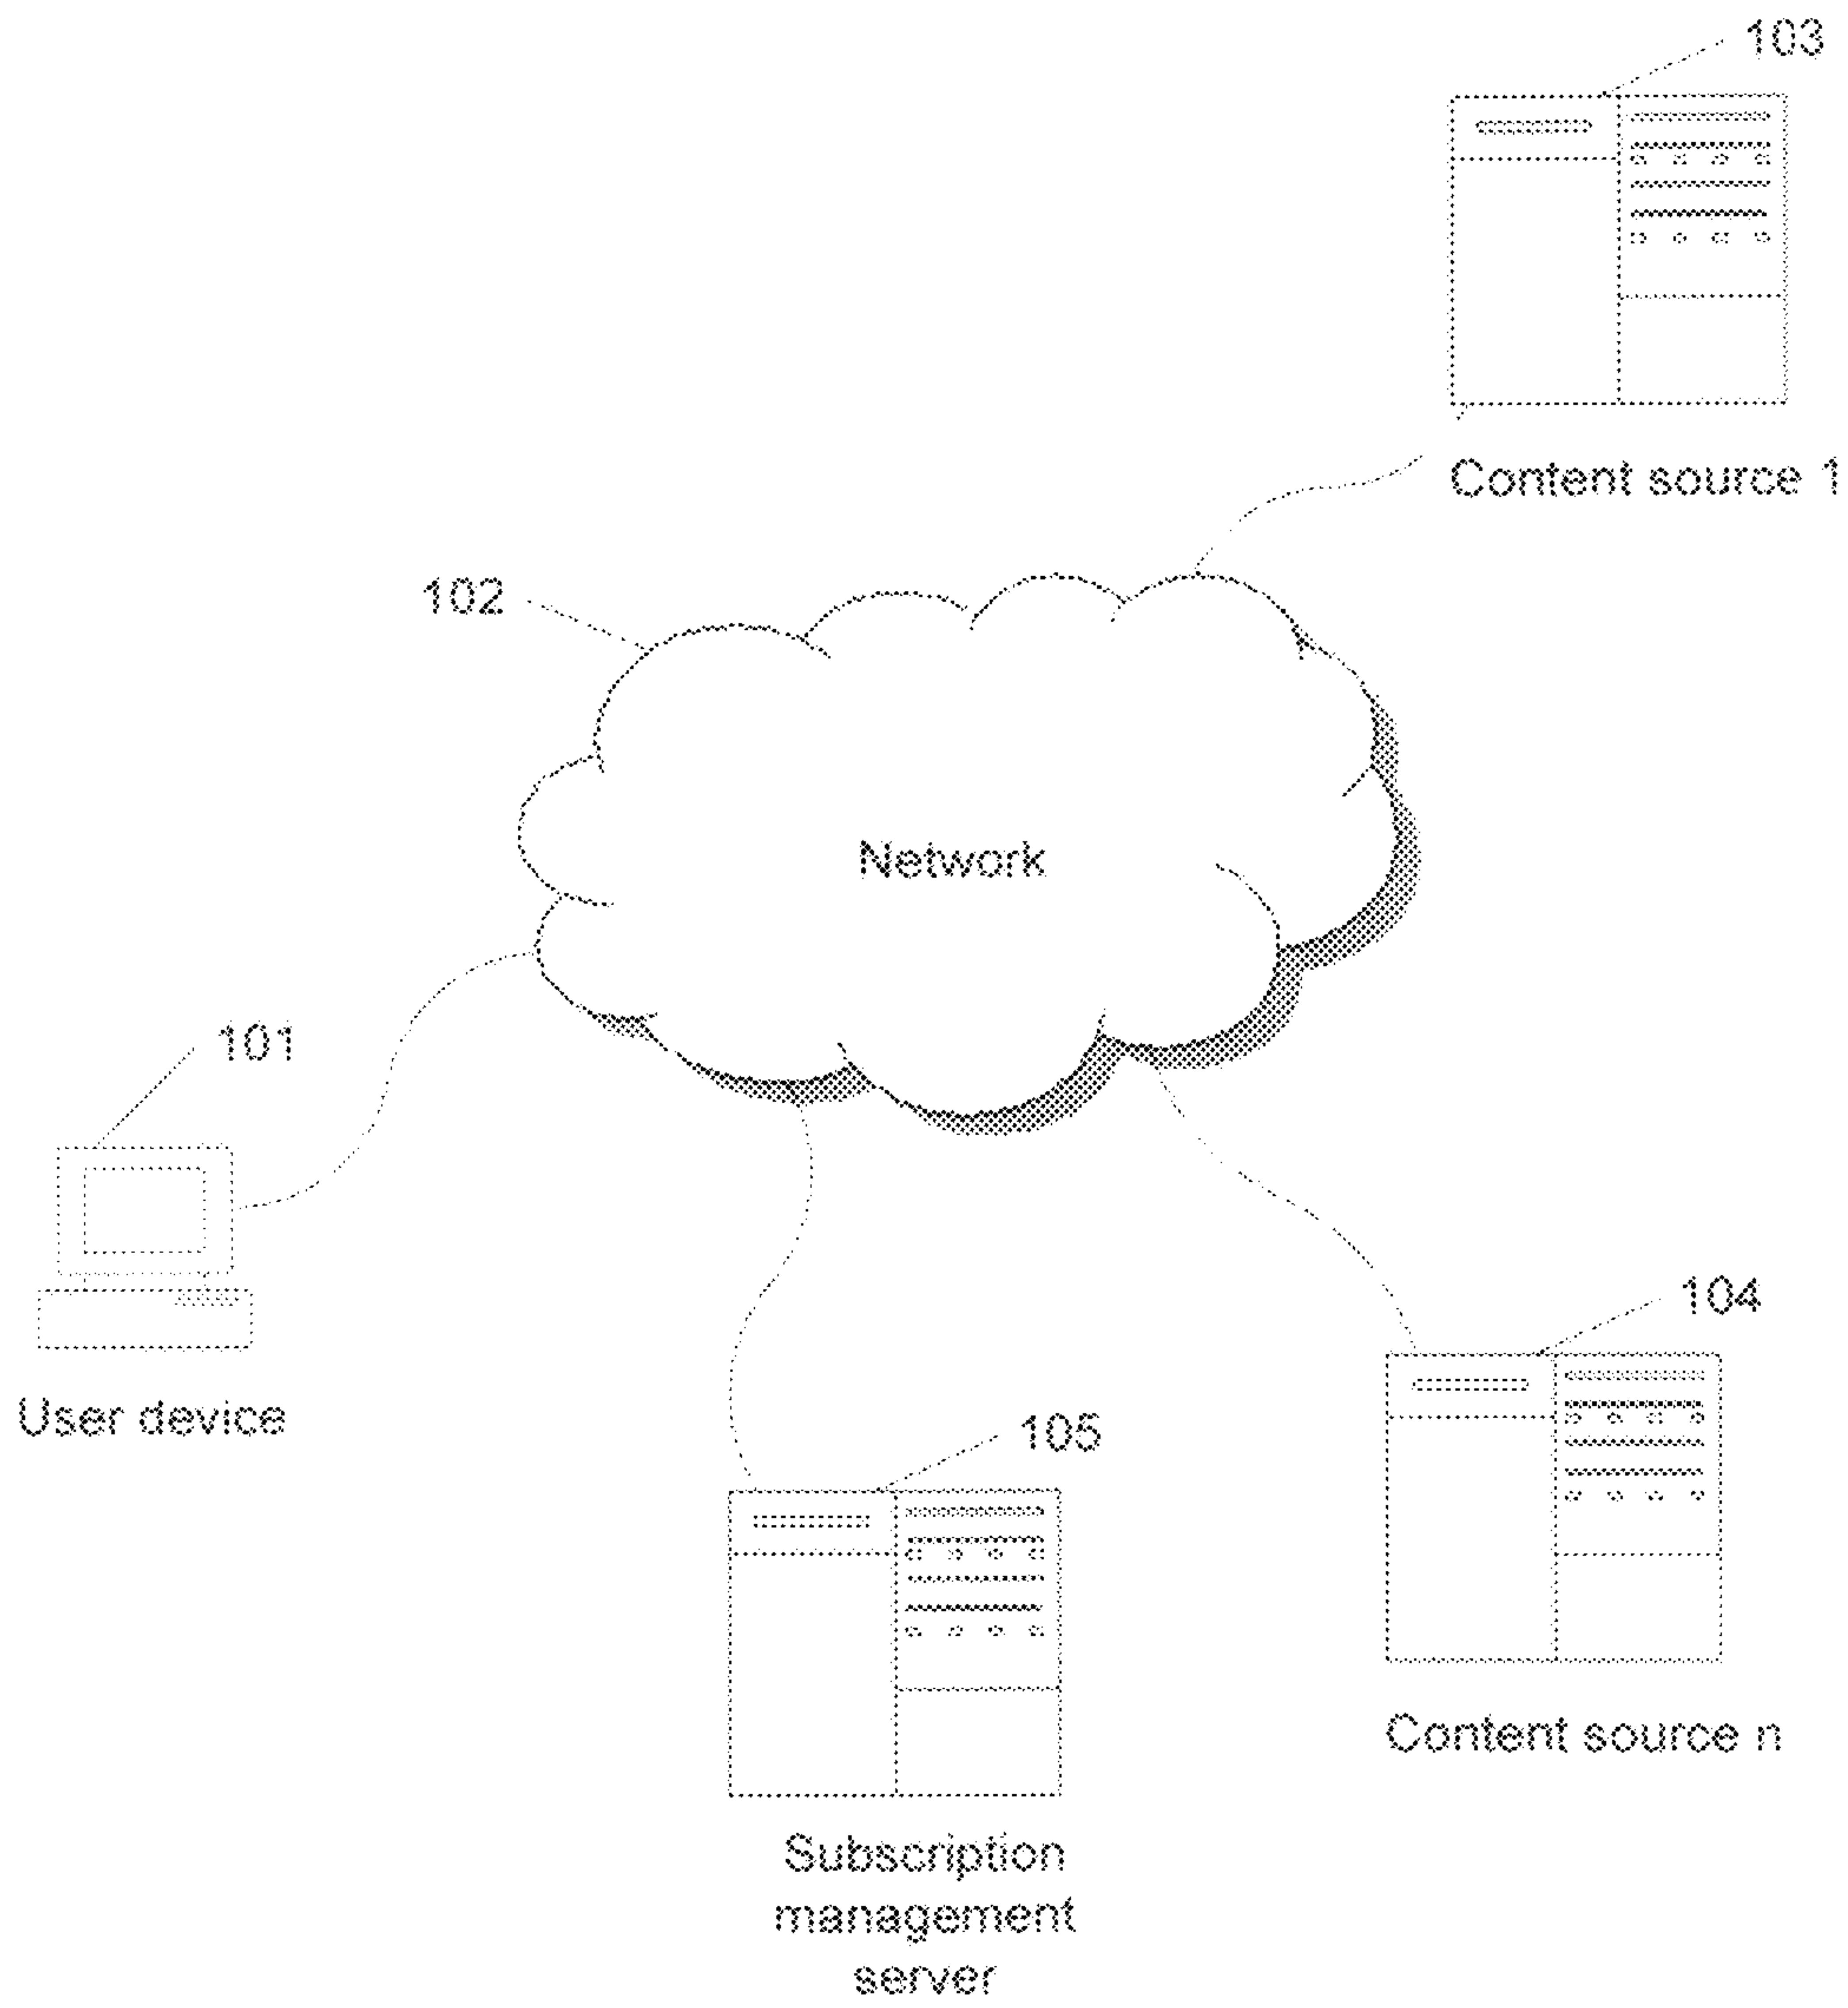 103
Content source 1
102
Network
101
User device
104
Content source n
105
Subscription
management
server